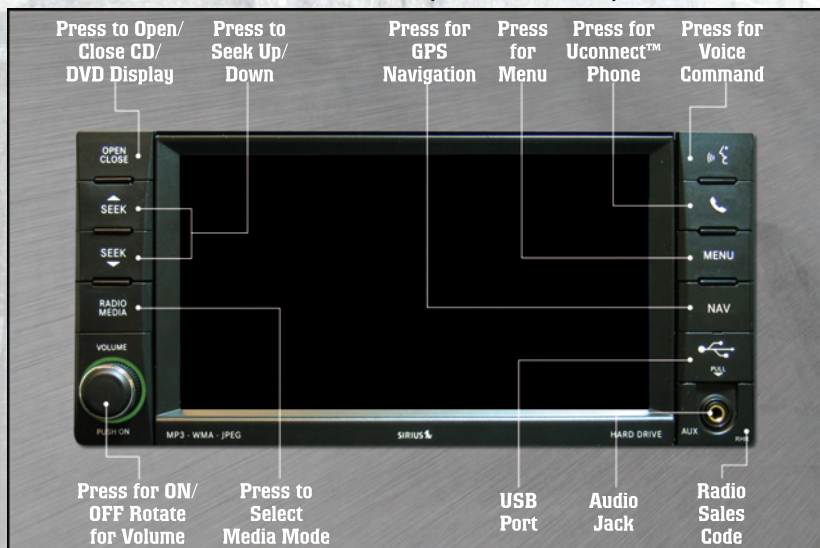 Press to Open/
Close CD/
DVD Display
Press to
Seek Up/
Down
Press for
GPS
Navigation
Press
for
Menu
Press for
Uconnect™
Phone
Press for
Voice
Command
OPEN
CLOSE
SEEK
SEEK
RADIO
MEDIA
VOLUME
PUSH ON
MENU
NAV
PULL
AUX
RHR
MP3 - WMA - JPEG
SIRIUS
HARD DRIVE
Press for ON/
OFF Rotate
for Volume
Press to
Select
Media Mode
USB
Port
Audio
Jack
Radio
Sales
Code